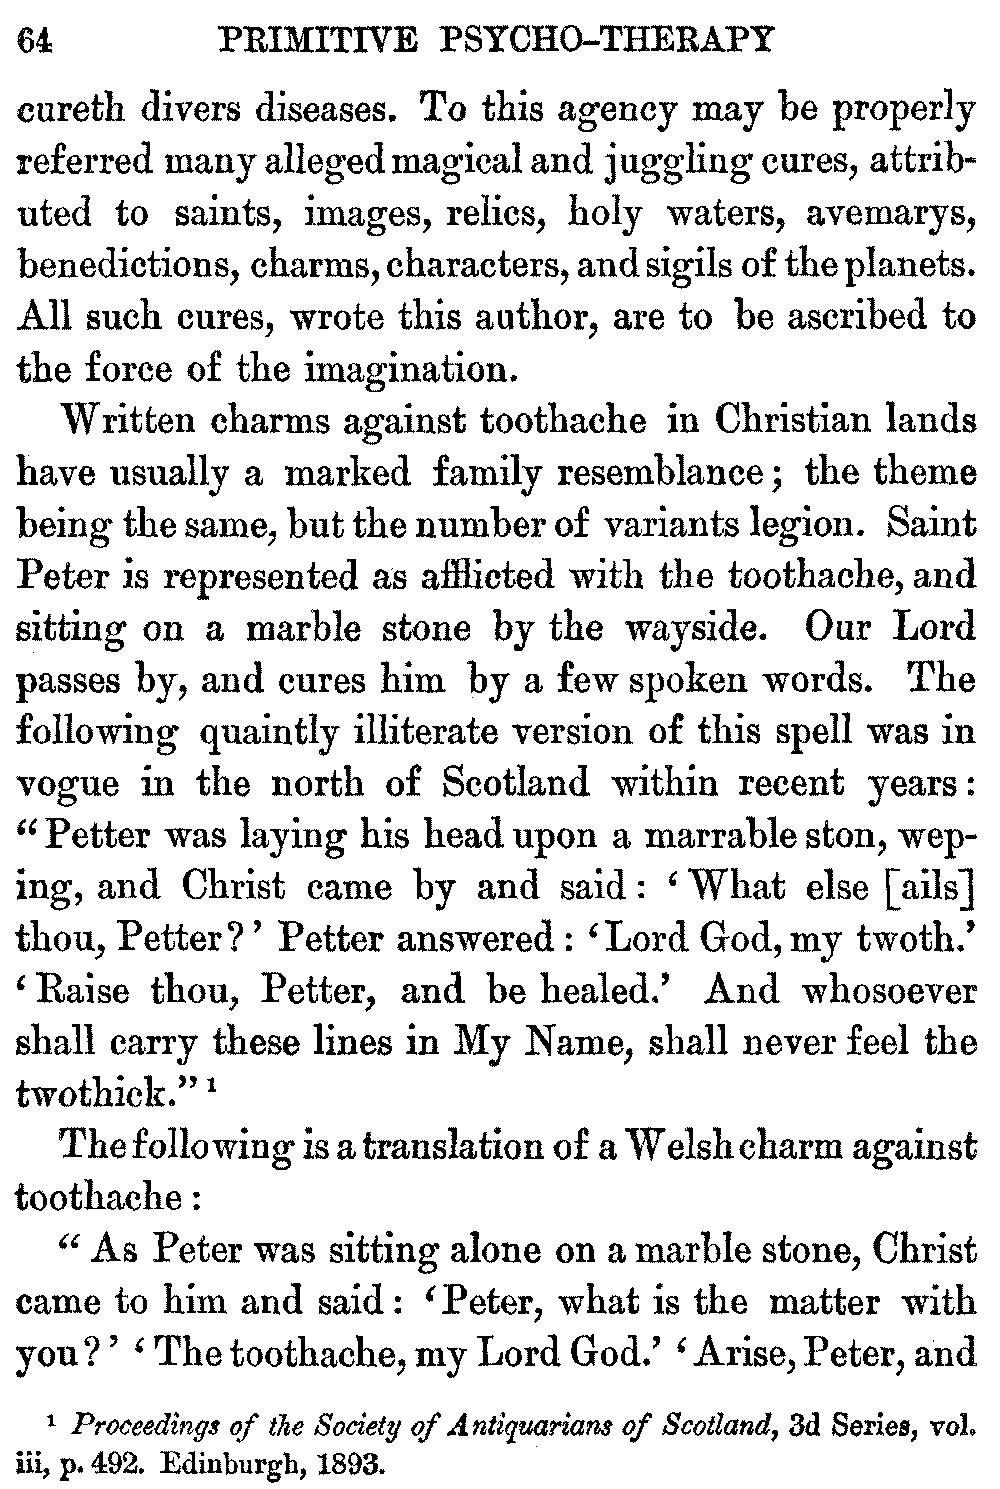 64 PRIMITIVE PSYCHO-THERAPY
cureth divers diseases. To this agency may be properly
referred many alleged magical and juggling cures, attrib-
uted to saints, images, relics, holy waters, avemarys,
benedictions, charms, characters, and sigils of the planets.
All such cures, wrote this author, are to be ascribed to
the force of the imagination.
Written charms against toothache in Christian lands
have usually a marked family resemblance; the theme
being the same, but the number of variants legion. Saint
Peter is represented as afflicted with the toothache, and
sitting on a marble stone by the wayside. Our Lord
passes by, and cures him by a few spoken words. The
following quaintly illiterate version of this spell was in
vogue in the north of Scotland within recent years:
“Petter was laying his head upon a marrable ston, wep-
ing, and Christ came by and said: ‘What else [ails]
thou, Petter?’ Petter answered: ‘Lord God, my twoth.’
‘Raise thou, Petter, and be healed.’ And whosoever
shall carry these lines in My Name, shall never feel the
twothick.” ¹
The following is a translation of a Welsh charm against
toothache:
“As Peter was sitting alone on a marble stone, Christ
came to him and said: ‘Peter, what is the matter with
you?’ ‘The toothache, my Lord God.’ ‘Arise, Peter, and
¹ Proceedings of the Society of Antiquarians of Scotland, 3d Series, vol.
iii, p. 492. Edinburgh, 1893.